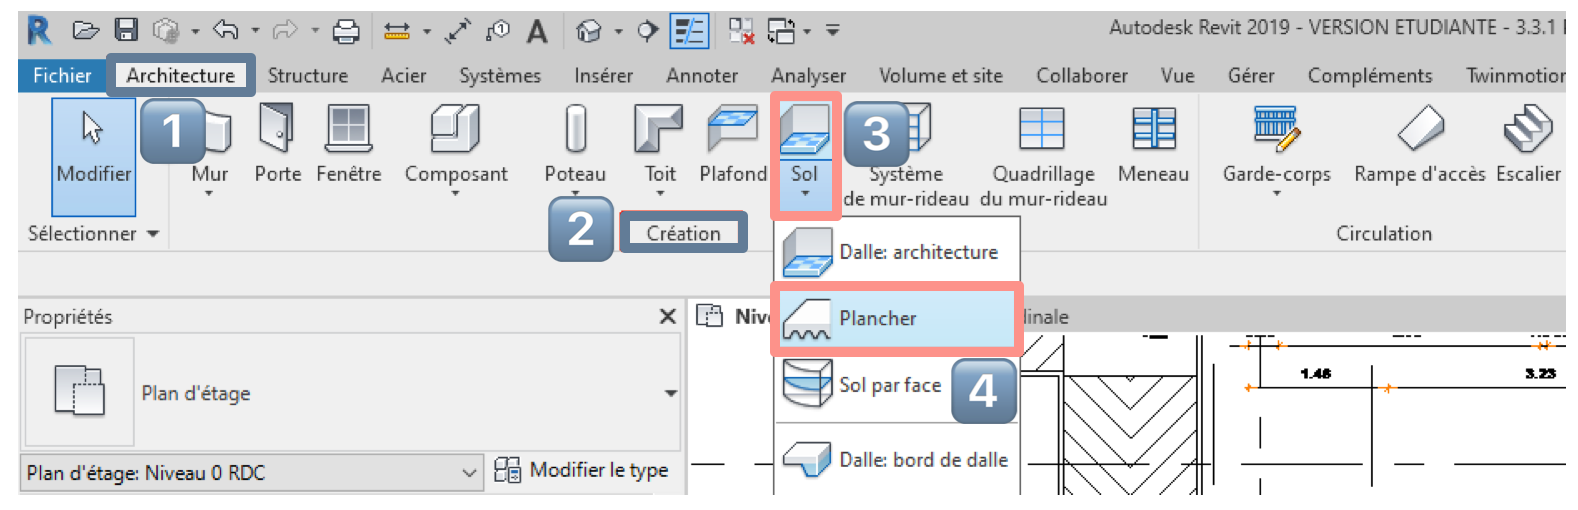 Autodesk Revit 2019 - VERSION ETUDIANTE - 3.3.1
Fichier Architecture Structure Acier Systèmes Insérer Annoter Analyser Volume et site Collaborer Vue Gérer Compléments Twinmotion
1 3
Modifier Mur Porte Fenêtre Composant Poteau Toit Plafond Sol Système Quadrillage Meneau Garde-corps Rampe d'accès Escalier
de mur-rideau du mur-rideau
Sélectionner 2 Création Circulation
Dalle: architecture
Propriétés Niv Plancher dinale
Plan d'étage
1.46 3.23
Sol par face 4
Plan d'étage: Niveau 0 RDC Modifier le type Dalle: bord de dalle